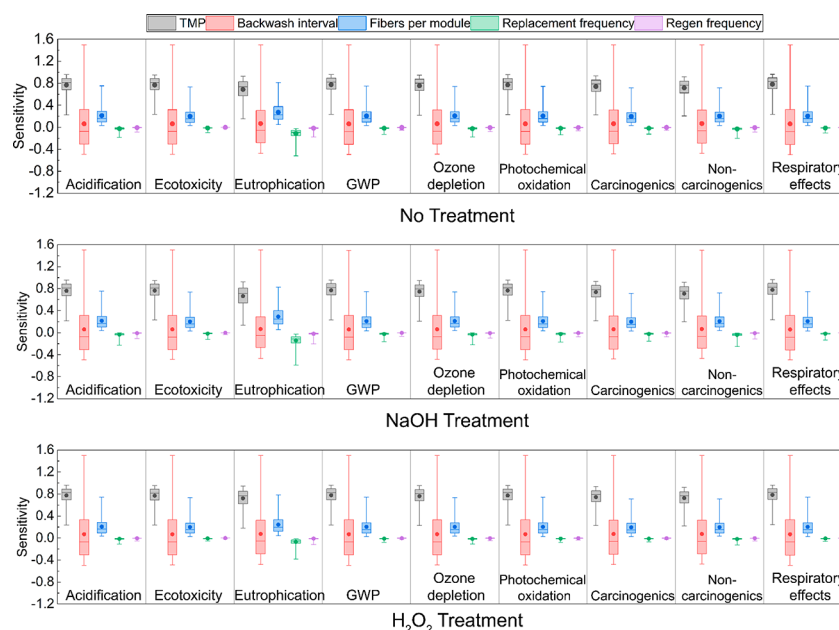 TMP Backwash interval Fibers per module Replacement frequency Regen frequency
Sensitivity
1.6
1.2
0.8
0.4
0.0
-0.4
-0.8
-1.2
Acidification Ecotoxicity Eutrophication GWP Ozone depletion Photochemical oxidation Carcinogenics Non-carcinogenics Respiratory effects
No Treatment
Sensitivity
1.6
1.2
0.8
0.4
0.0
-0.4
-0.8
-1.2
Acidification Ecotoxicity Eutrophication GWP Ozone depletion Photochemical oxidation Carcinogenics Non-carcinogenics Respiratory effects
NaOH Treatment
Sensitivity
1.6
1.2
0.8
0.4
0.0
-0.4
-0.8
-1.2
Acidification Ecotoxicity Eutrophication GWP Ozone depletion Photochemical oxidation Carcinogenics Non-carcinogenics Respiratory effects
H₂O₂ Treatment